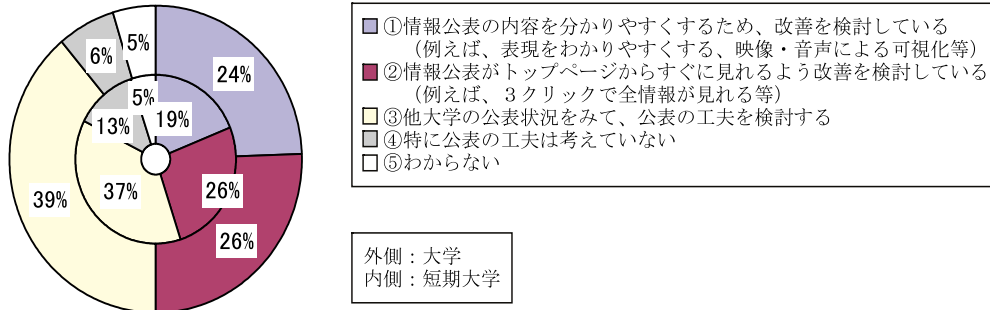 5%
6%
24%
5%
19%
13%
39%
37%
26%
26%
①情報公表の内容を分かりやすくするため、改善を検討している
(例えば、表現をわかりやすくする、映像・音声による可視化等)
②情報公表がトップページからすぐに見れるよう改善を検討している
(例えば、3クリックで全情報が見れる等)
③他大学の公表状況をみて、公表の工夫を検討する
④特に公表の工夫は考えていない
⑤わからない
外側:大学
内側:短期大学